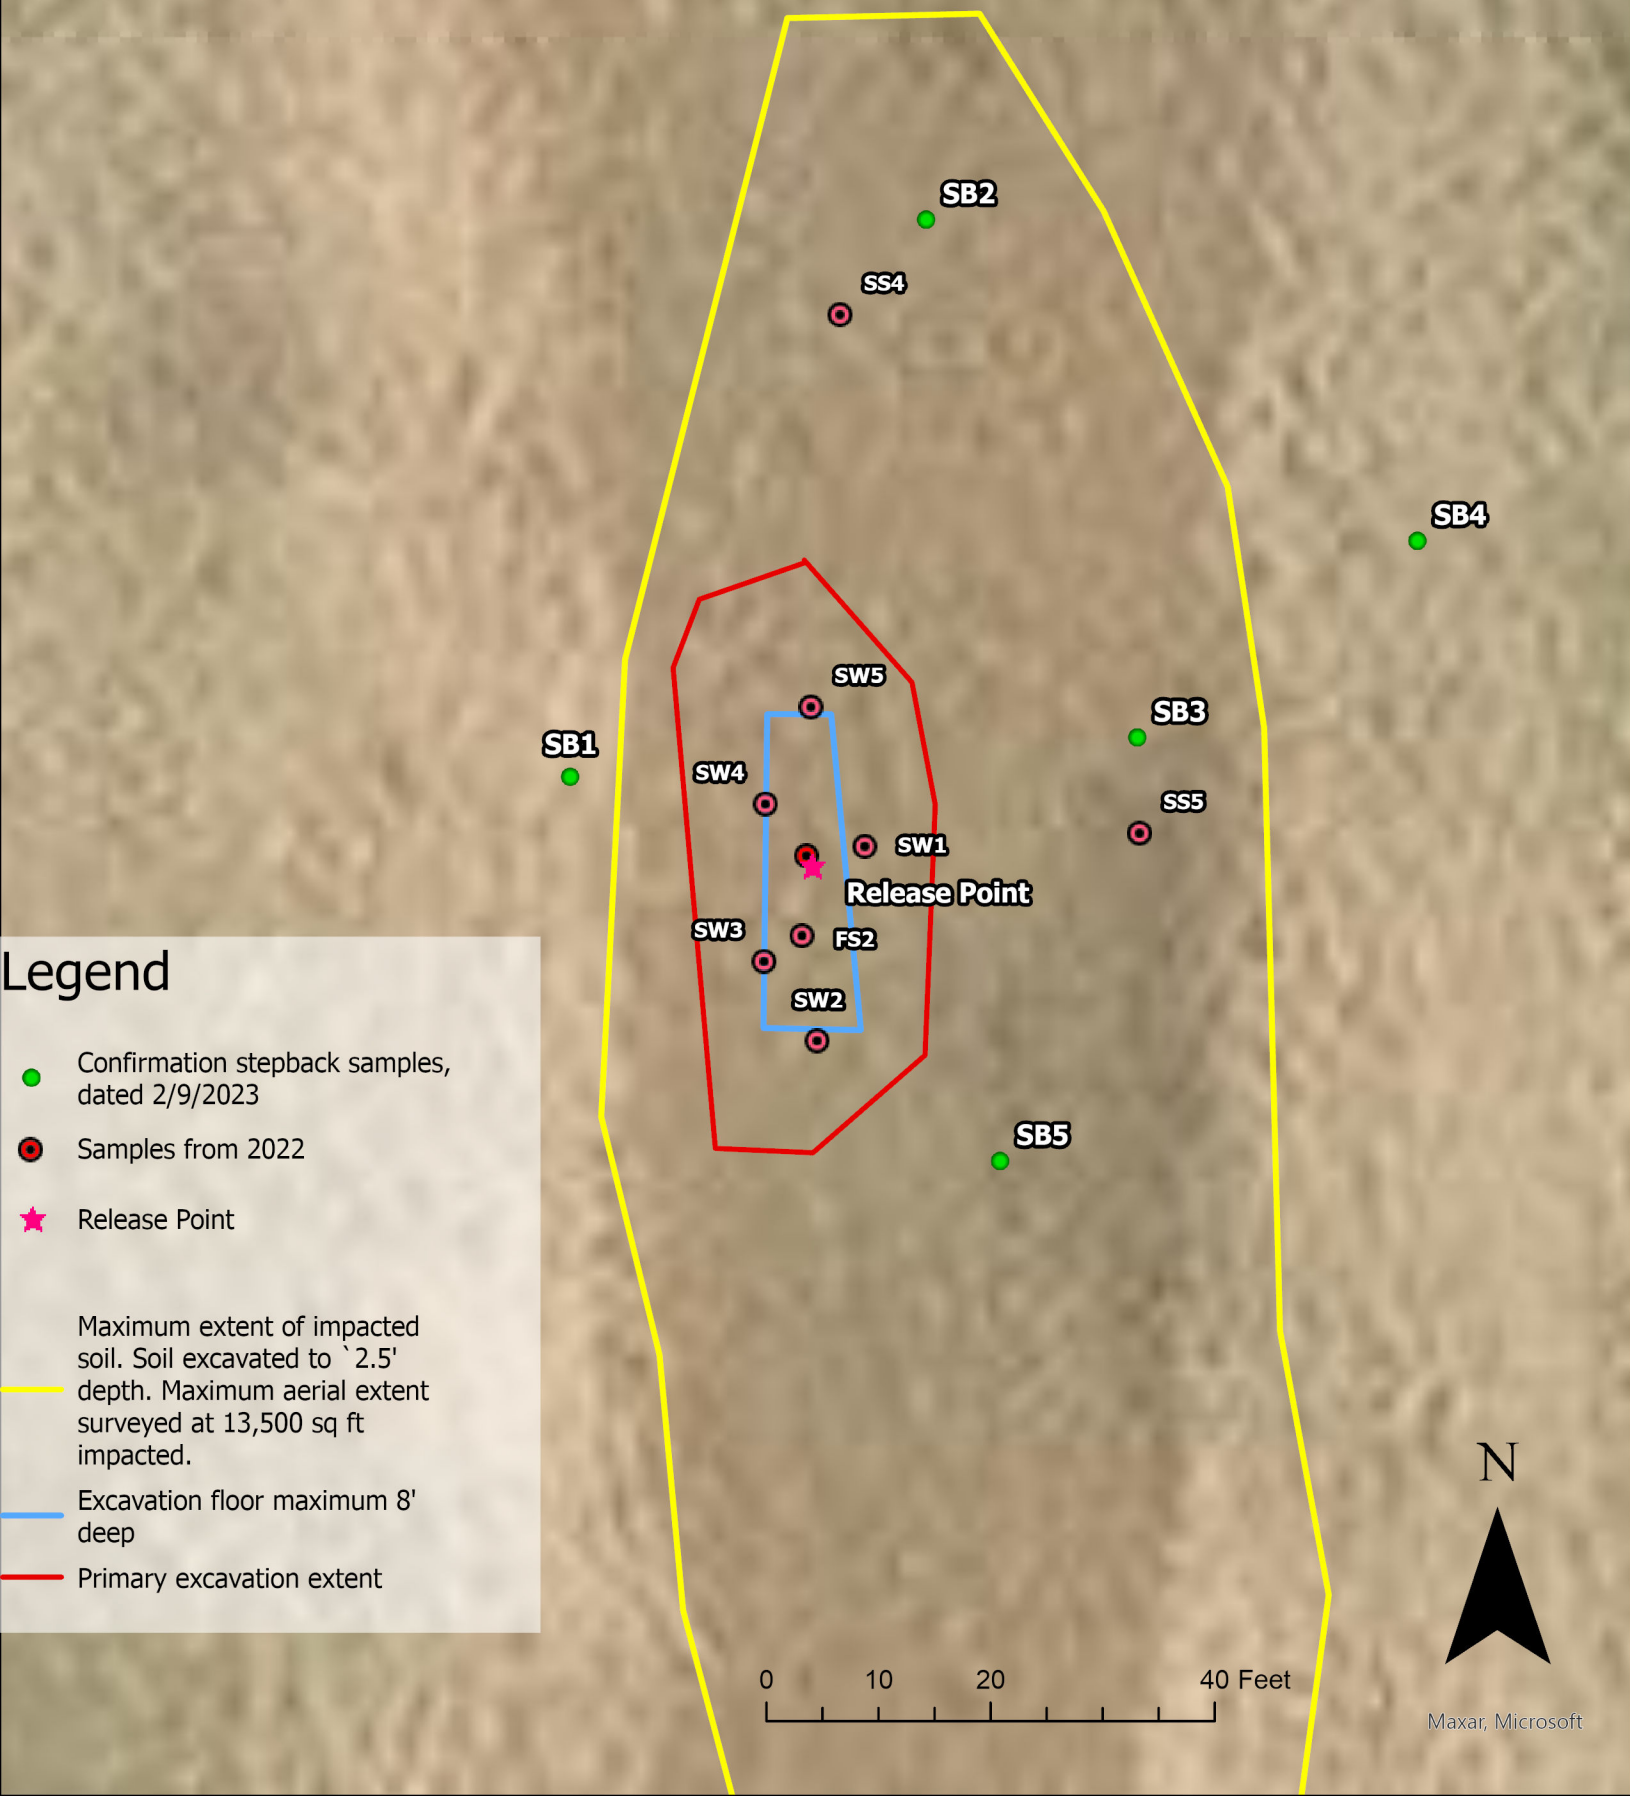 SB2
SS4
SB4
SW5
SB3
SB1
SW4
SS5
SW1
Release Point
SW3
FS2
SW2
SB5
Legend
Confirmation stepback samples,
dated 2/9/2023
Samples from 2022
Release Point
Maximum extent of impacted
soil. Soil excavated to `2.5'
depth. Maximum aerial extent
surveyed at 13,500 sq ft
impacted.
Excavation floor maximum 8'
deep
Primary excavation extent
N
0 10 20 40 Feet
Maxar, Microsoft